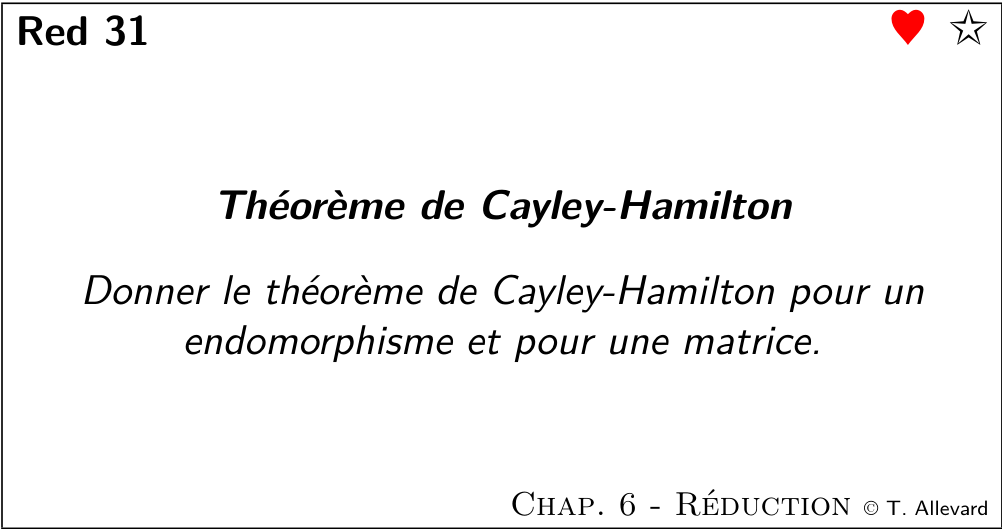 Red 31
Théorème de Cayley-Hamilton
Donner le théorème de Cayley-Hamilton pour un
endomorphisme et pour une matrice.
Chap. 6 - Réduction © T. Allevard